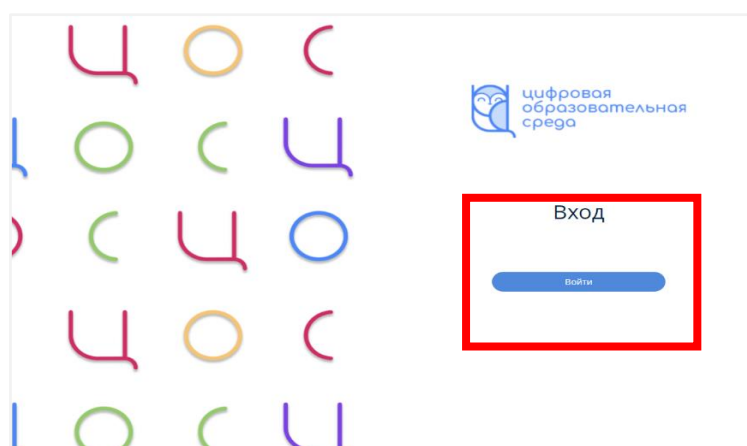 Ц О С
цифровая
образовательная
среда
Ц О С Ц
С Ц О
Вход
Войти
Ц О С
О С Ц